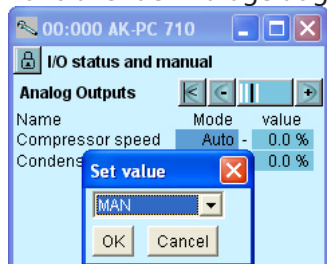 00:000 AK-PC 710
I/O status and manual
Analog Outputs
Name Mode value
Compressor speed Auto - 0.0 %
Condens 0.0 %
Set value
MAN
OK Cancel